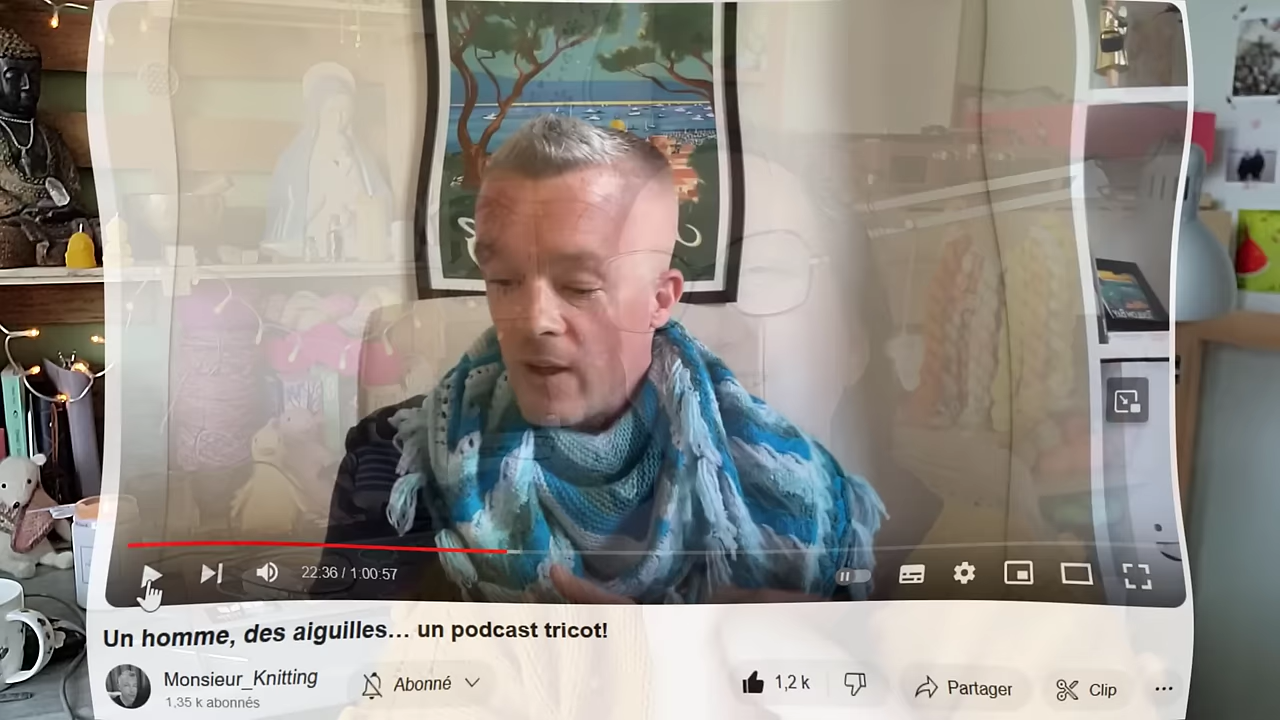 22:36 / 1:00:57
Un homme, des aiguilles... un podcast tricot!
Monsieur_Knitting
1,35 k abonnés
Abonné
1,2 k
Partager
Clip
...